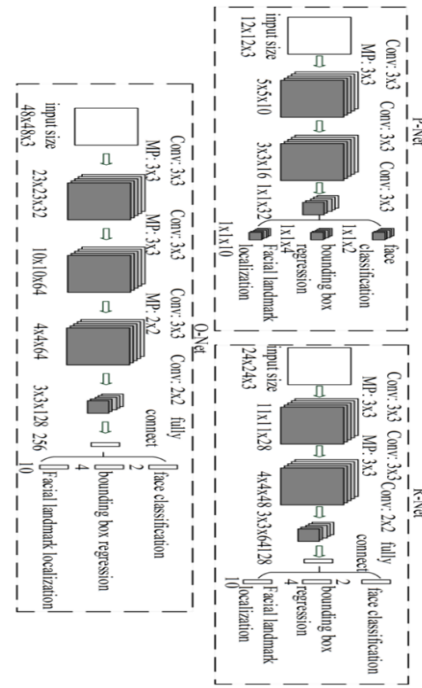 P-Net
Conv: 3x3
MP: 3x3
Conv: 3x3
Conv: 3x3
input size
12x12x3
5x5x10
3x3x16
1x1x32
face
classification
1x1x2
bounding box
regression
1x1x4
Facial landmark
localization
1x1x10
R-Net
Conv: 3x3
MP: 3x3
Conv: 3x3
MP: 3x3
Conv: 2x2
fully
connect
input size
24x24x3
11x11x28
4x4x48
3x3x64
128
face classification
2
bounding box
regression
4
Facial landmark
localization
10
O-Net
Conv: 3x3
MP: 3x3
Conv: 3x3
MP: 3x3
Conv: 3x3
MP: 2x2
Conv: 2x2
fully
connect
input size
48x48x3
23x23x32
10x10x64
4x4x64
3x3x128
256
face classification
2
bounding box regression
4
Facial landmark localization
10